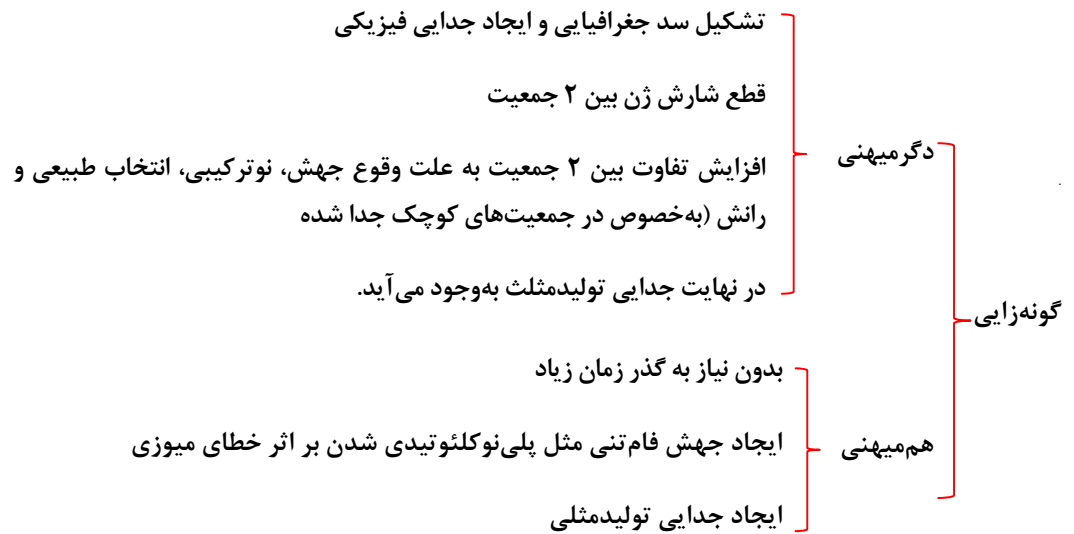 گونه‌زایی
دگرمیهنی
تشکیل سد جغرافیایی و ایجاد جدایی فیزیکی
قطع شارش ژن بین ۲ جمعیت
افزایش تفاوت بین ۲ جمعیت به علت وقوع جهش، نوترکیبی، انتخاب طبیعی و
رانش (به‌خصوص در جمعیت‌های کوچک جدا شده
در نهایت جدایی تولیدمثلث به‌وجود می‌آید.
هم‌میهنی
بدون نیاز به گذر زمان زیاد
ایجاد جهش فام‌تنی مثل پلی‌نوکلئوتیدی شدن بر اثر خطای میوزی
ایجاد جدایی تولیدمثلی